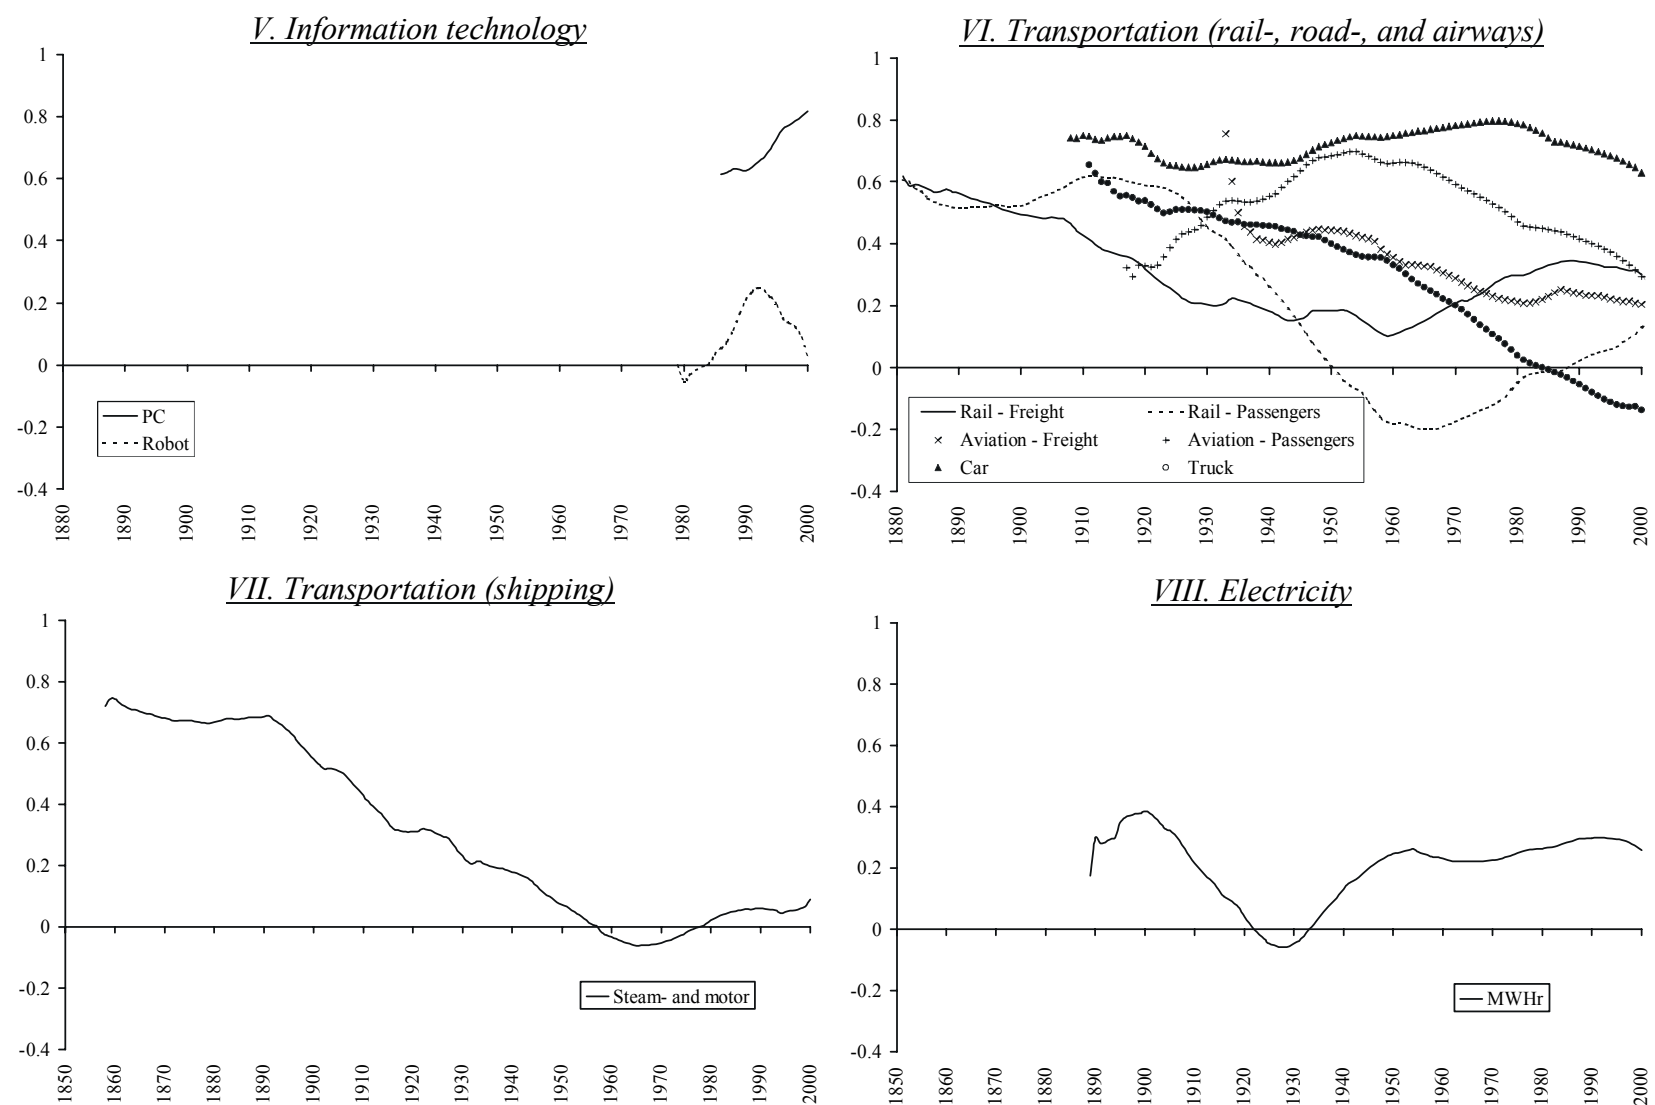 V. Information technology
1
0.8
0.6
0.4
0.2
0
-0.2
-0.4
PC
Robot
1880 1890 1900 1910 1920 1930 1940 1950 1960 1970 1980 1990 2000
VI. Transportation (rail-, road-, and airways)
1
0.8
0.6
0.4
0.2
0
-0.2
-0.4
Rail - Freight Rail - Passengers
Aviation - Freight Aviation - Passengers
Car Truck
1880 1890 1900 1910 1920 1930 1940 1950 1960 1970 1980 1990 2000
VII. Transportation (shipping)
1
0.8
0.6
0.4
0.2
0
-0.2
-0.4
Steam- and motor
1850 1860 1870 1880 1890 1900 1910 1920 1930 1940 1950 1960 1970 1980 1990 2000
VIII. Electricity
1
0.8
0.6
0.4
0.2
0
-0.2
-0.4
MWHr
1850 1860 1870 1880 1890 1900 1910 1920 1930 1940 1950 1960 1970 1980 1990 2000